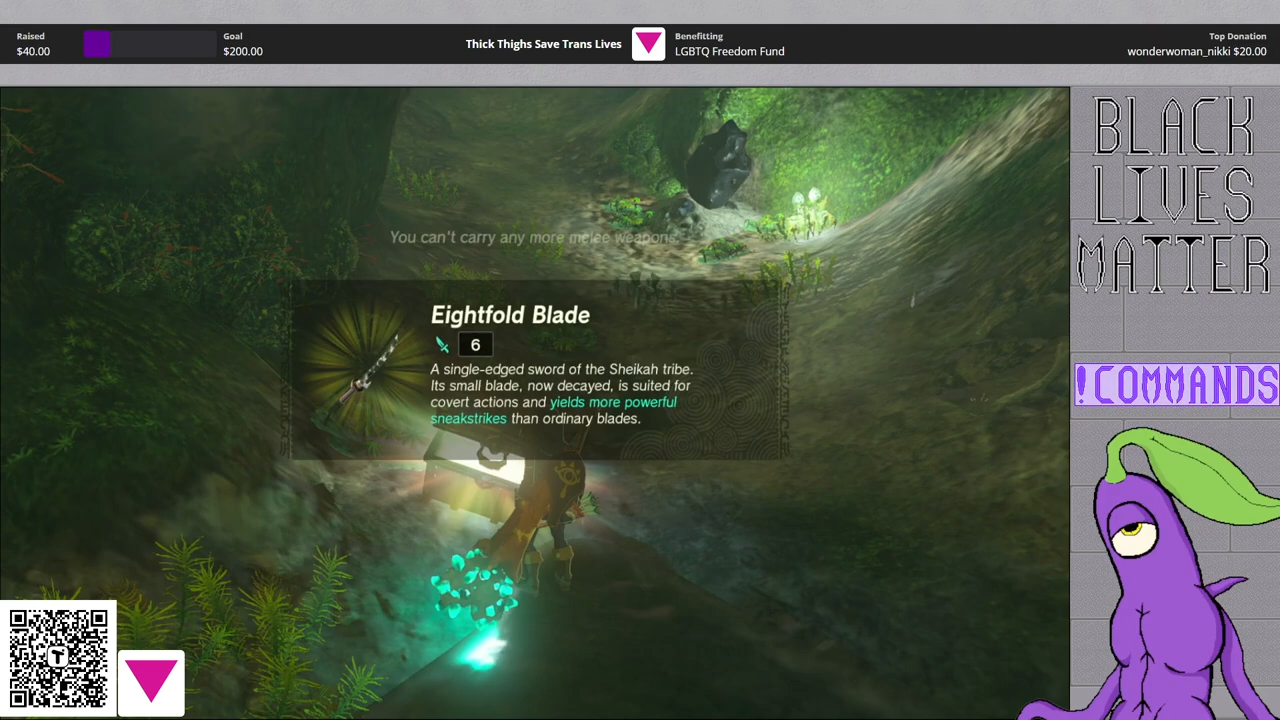 Raised
$40.00
Goal
$200.00
Thick Thighs Save Trans Lives
Benefitting
LGBTQ Freedom Fund
Top Donation
wonderwoman_nikki $20.00
BLACK
LIVES
MATTER
You can't carry any more melee weapons.
Eightfold Blade
6
A single-edged sword of the Sheikah tribe.
Its small blade, now decayed, is suited for
covert actions and yields more powerful
sneakstrikes than ordinary blades.
!COMMANDS
T